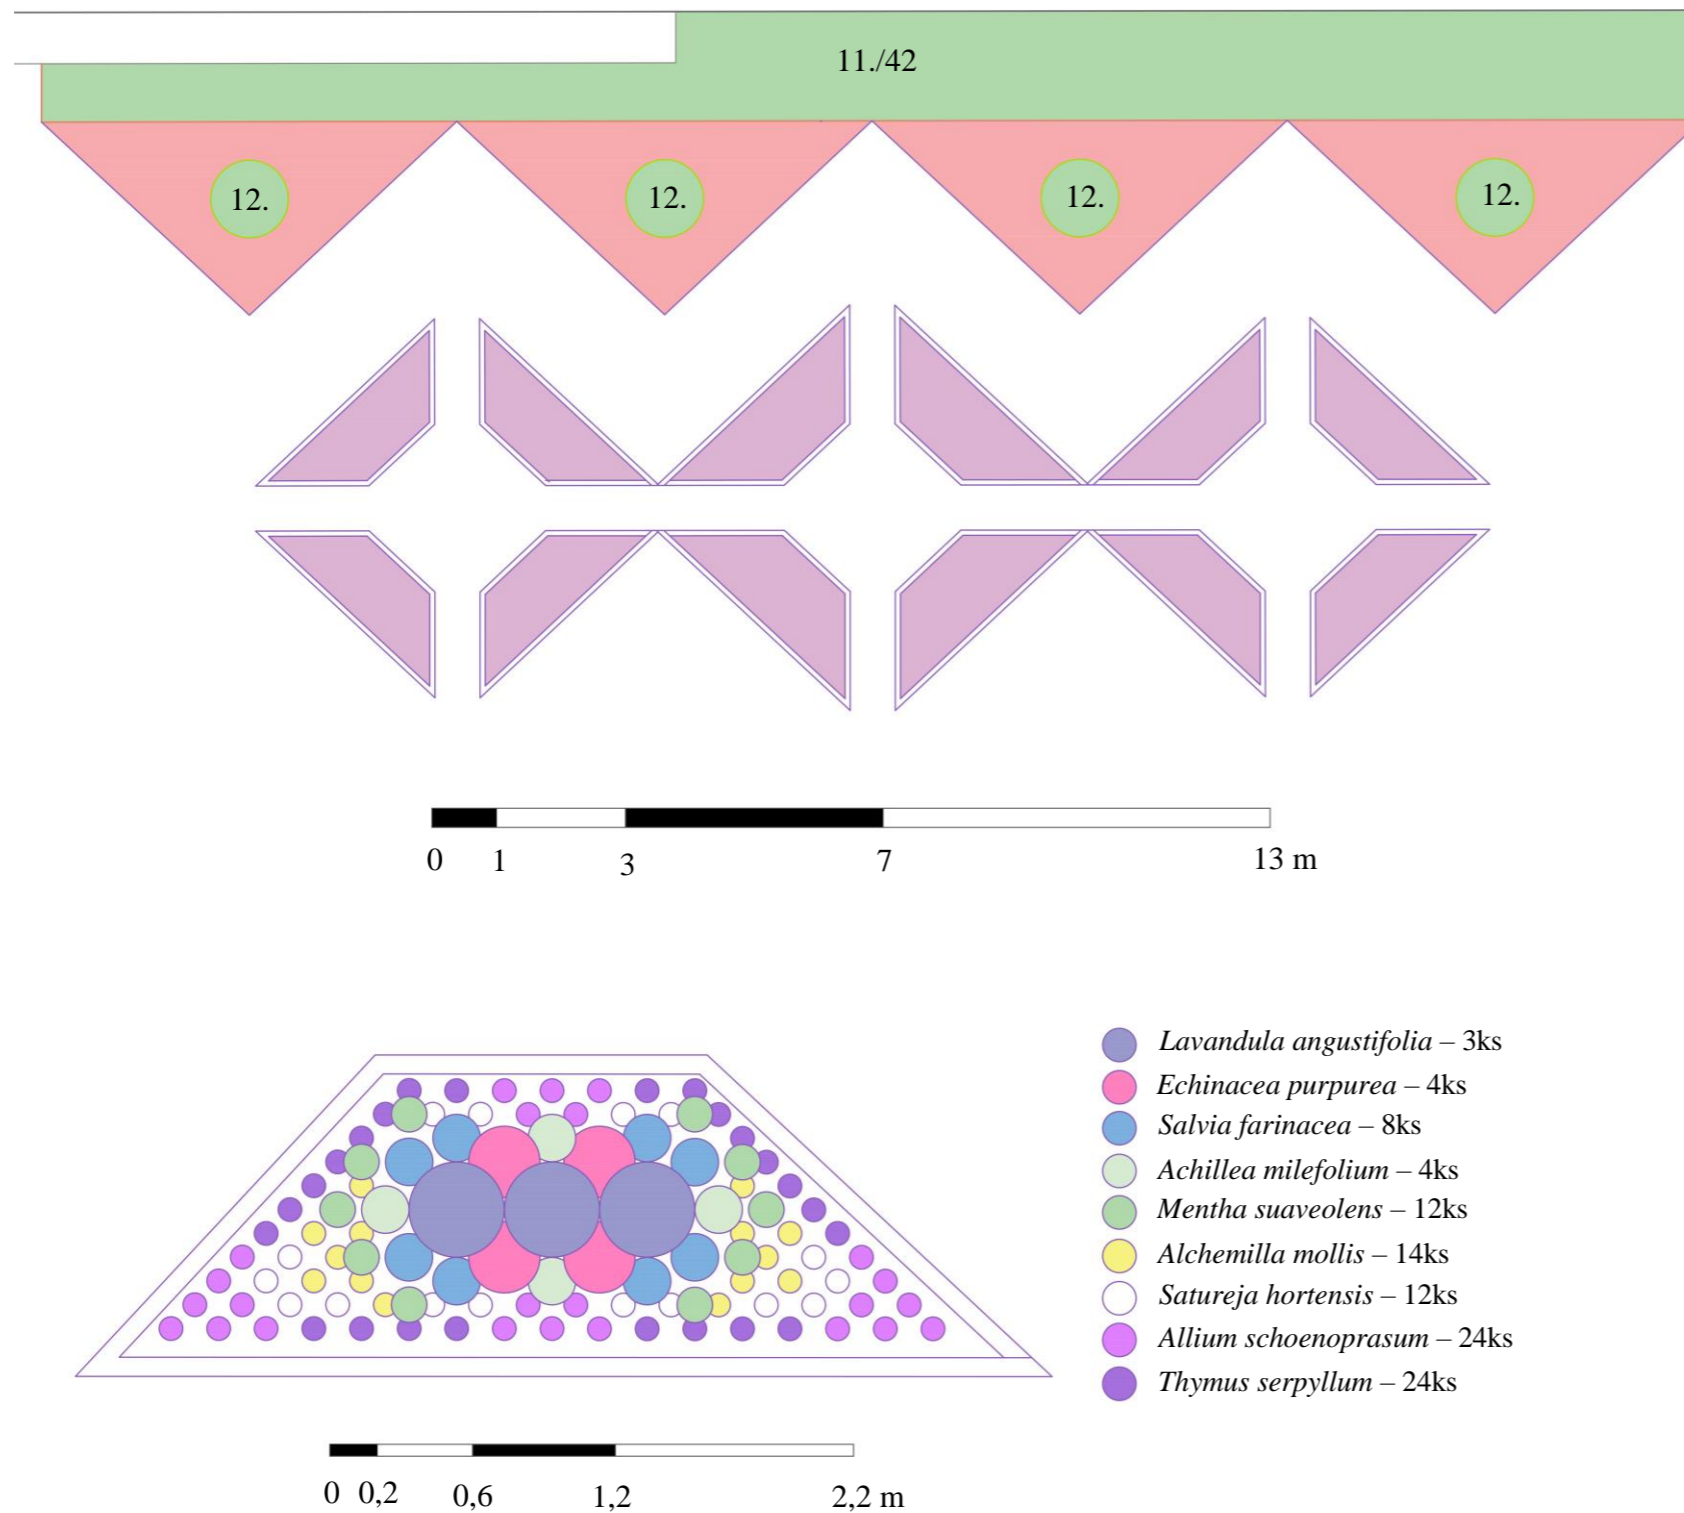 11./42
12.
12.
12.
12.
0 1 3 7 13 m
Lavandula angustifolia – 3ks
Echinacea purpurea – 4ks
Salvia farinacea – 8ks
Achillea milefolium – 4ks
Mentha suaveolens – 12ks
Alchemilla mollis – 14ks
Satureja hortensis – 12ks
Allium schoenoprasum – 24ks
Thymus serpyllum – 24ks
0 0,2 0,6 1,2 2,2 m